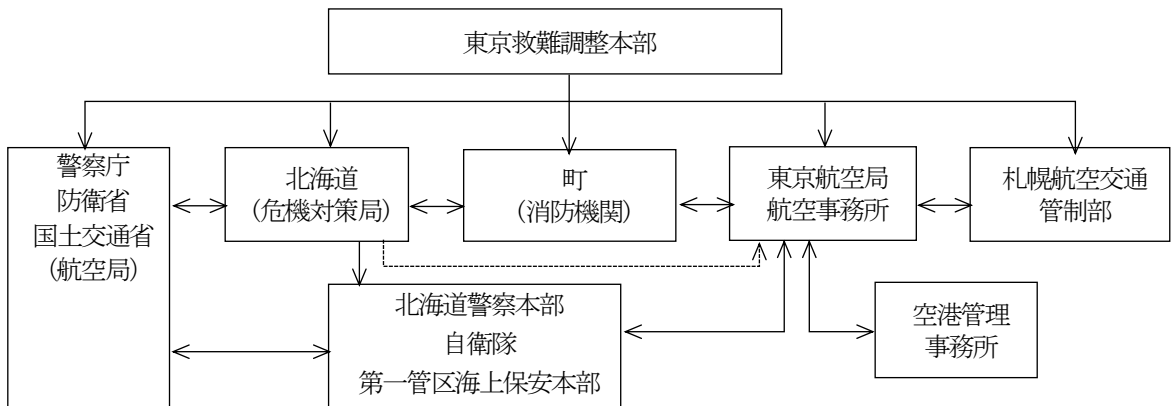 東京救難調整本部
警察庁
防衛省
国土交通省
(航空局)
北海道
(危機対策局)
町
(消防機関)
東京航空局
航空事務所
札幌航空交通
管制部
北海道警察本部
自衛隊
第一管区海上保安本部
空港管理
事務所